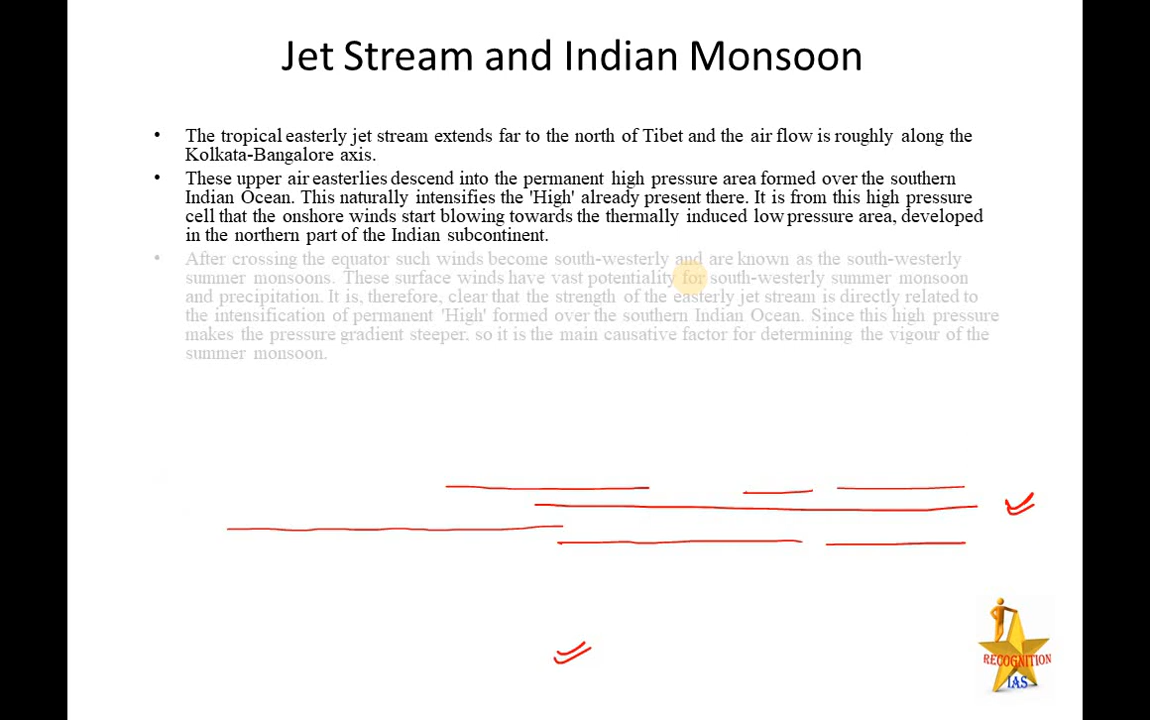 Jet Stream and Indian Monsoon
• The tropical easterly jet stream extends far to the north of Tibet and the air flow is roughly along the
Kolkata-Bangalore axis.
• These upper air easterlies descend into the permanent high pressure area formed over the southern
Indian Ocean. This naturally intensifies the 'High' already present there. It is from this high pressure
cell that the onshore winds start blowing towards the thermally induced low pressure area, developed
in the northern part of the Indian subcontinent.
• After crossing the equator such winds become south-westerly and are known as the south-westerly
summer monsoons. These surface winds have vast potentiality for south-westerly summer monsoon
and precipitation. It is, therefore, clear that the strength of the easterly jet stream is directly related to
the intensification of permanent 'High' formed over the southern Indian Ocean. Since this high pressure
makes the pressure gradient steeper. so it is the main causative factor for determining the vigour of the
summer monsoon.
RECOGNITION
IAS